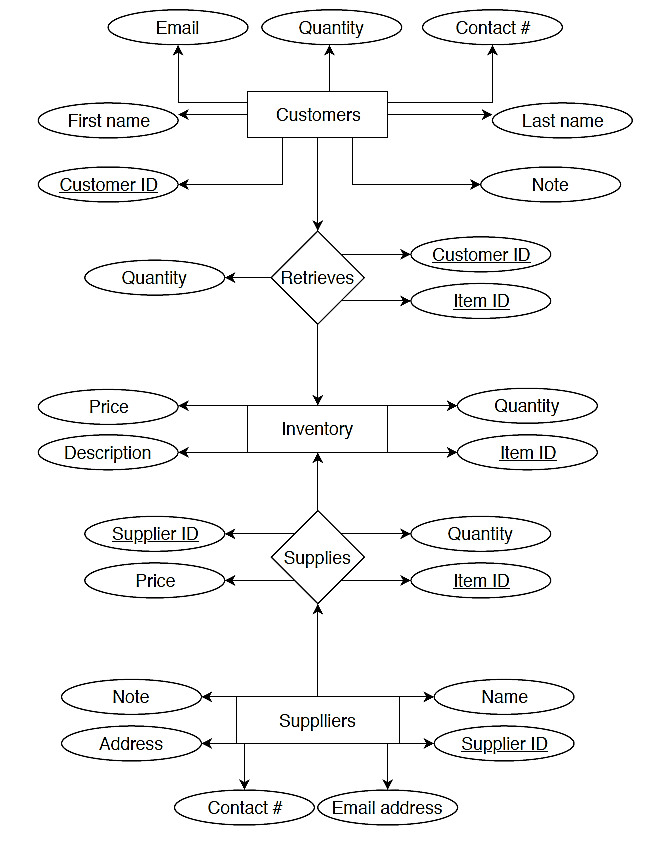 Email
Quantity
Contact #
Customers
First name
Last name
Customer ID
Note
Customer ID
Quantity
Retrieves
Item ID
Price
Quantity
Inventory
Description
Item ID
Supplier ID
Quantity
Supplies
Price
Item ID
Note
Name
Supplliers
Address
Supplier ID
Contact #
Email address